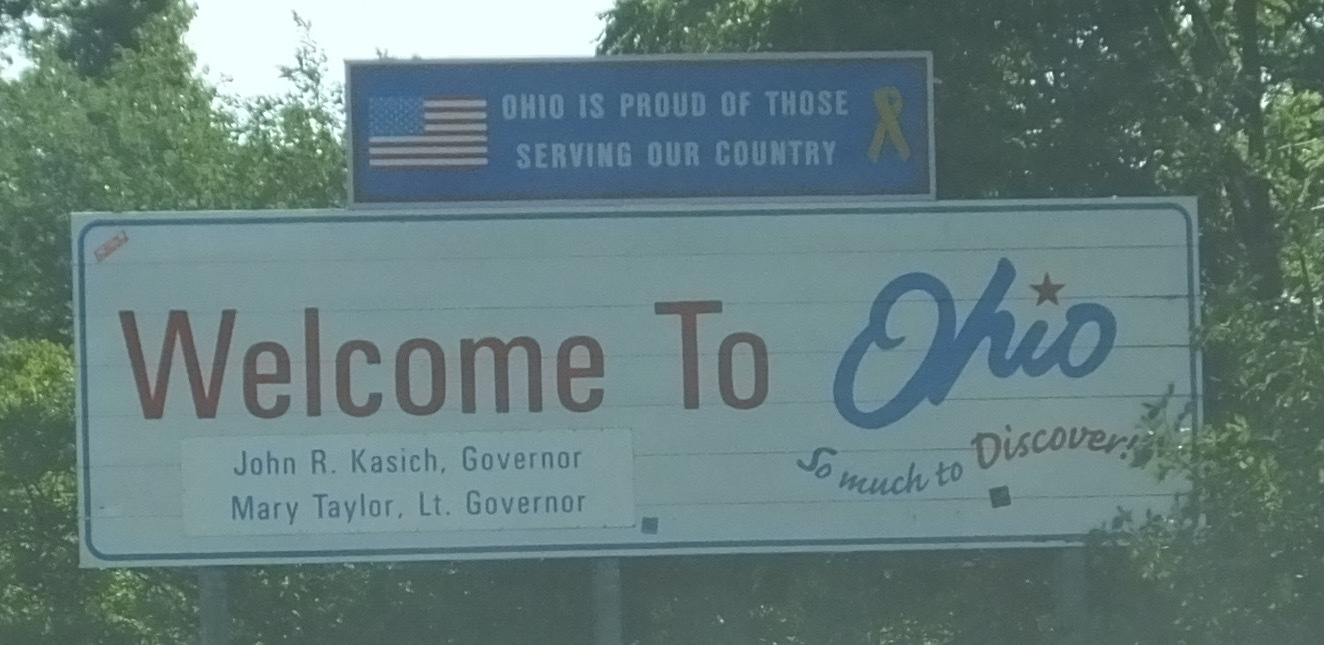 OHIO IS PROUD OF THOSE
SERVING OUR COUNTRY
Welcome To Ohio
So much to Discover!
John R. Kasich, Governor
Mary Taylor, Lt. Governor